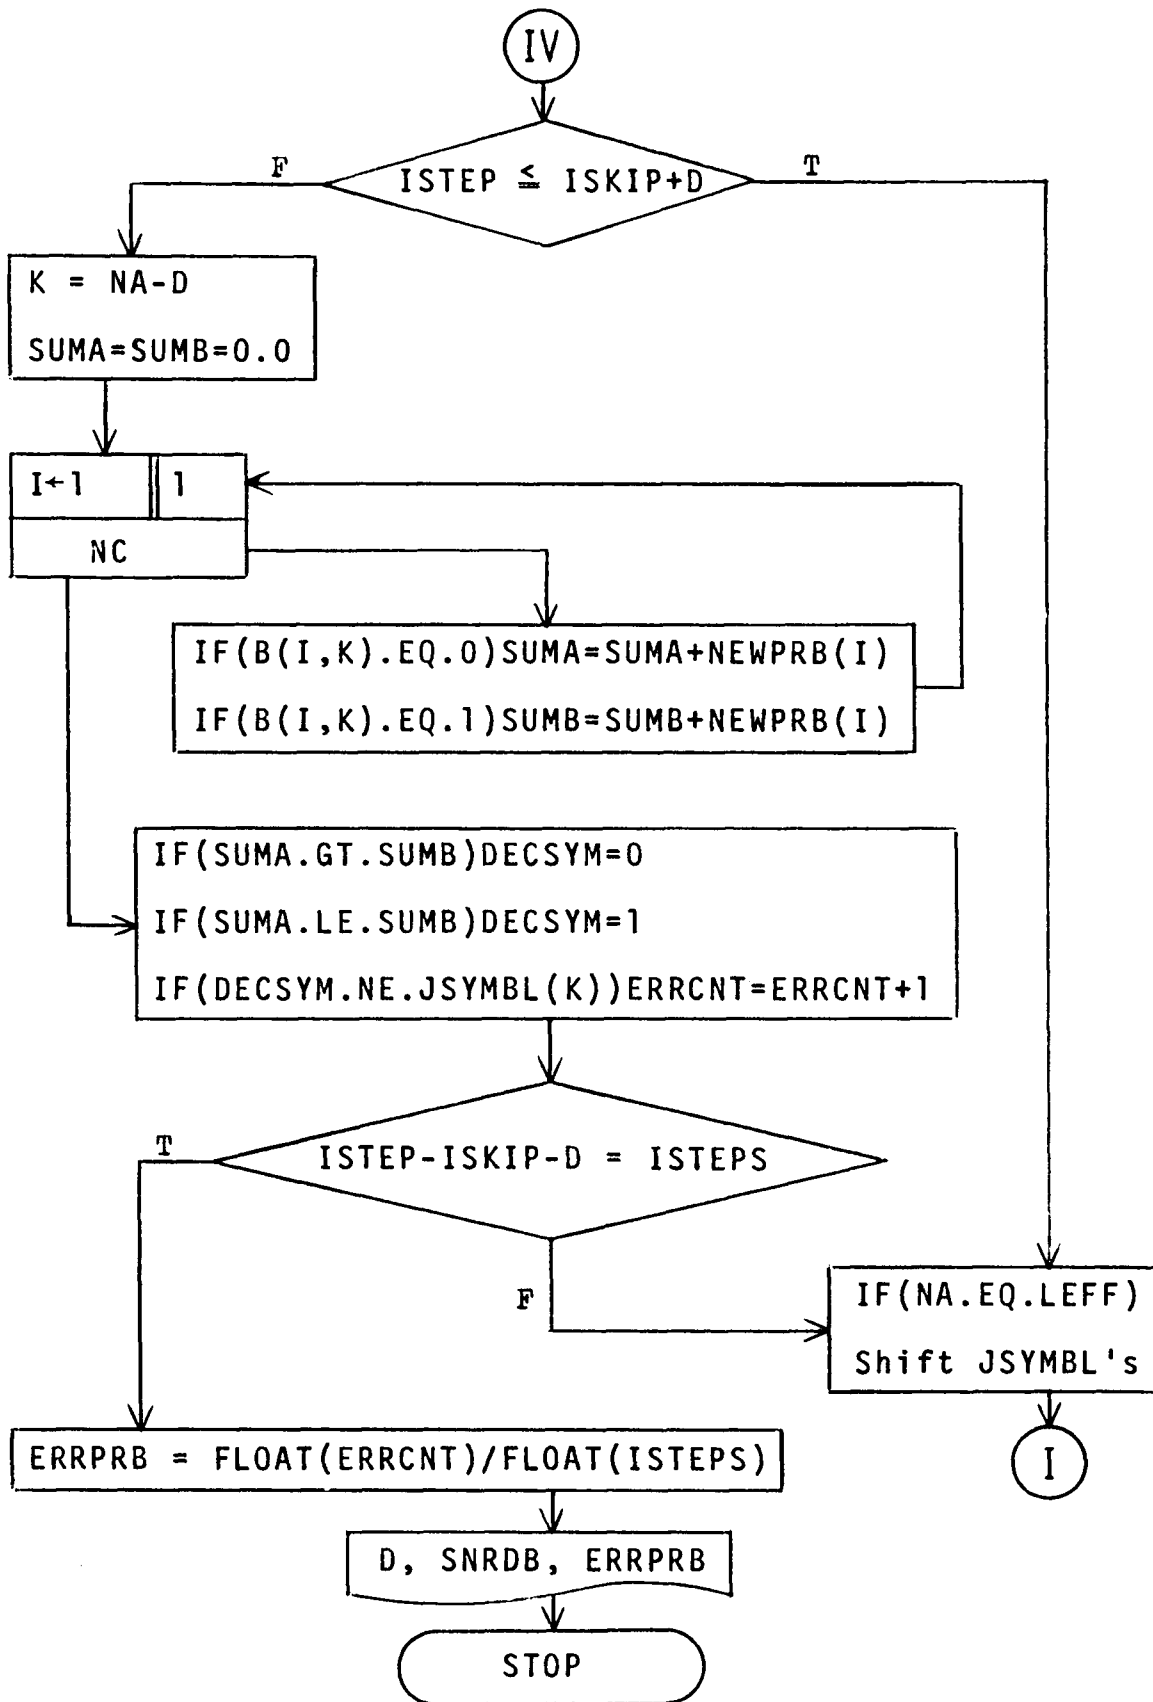 IV
F
ISTEP ≦ ISKIP+D
T
K = NA-D
SUMA=SUMB=0.0
I←1
1
NC
IF(B(I,K).EQ.0)SUMA=SUMA+NEWPRB(I)
IF(B(I,K).EQ.1)SUMB=SUMB+NEWPRB(I)
IF(SUMA.GT.SUMB)DECSYM=0
IF(SUMA.LE.SUMB)DECSYM=1
IF(DECSYM.NE.JSYMBL(K))ERRCNT=ERRCNT+1
T
ISTEP-ISKIP-D = ISTEPS
F
IF(NA.EQ.LEFF)
Shift JSYMBL's
ERRPRB = FLOAT(ERRCNT)/FLOAT(ISTEPS)
I
D, SNRDB, ERRPRB
STOP